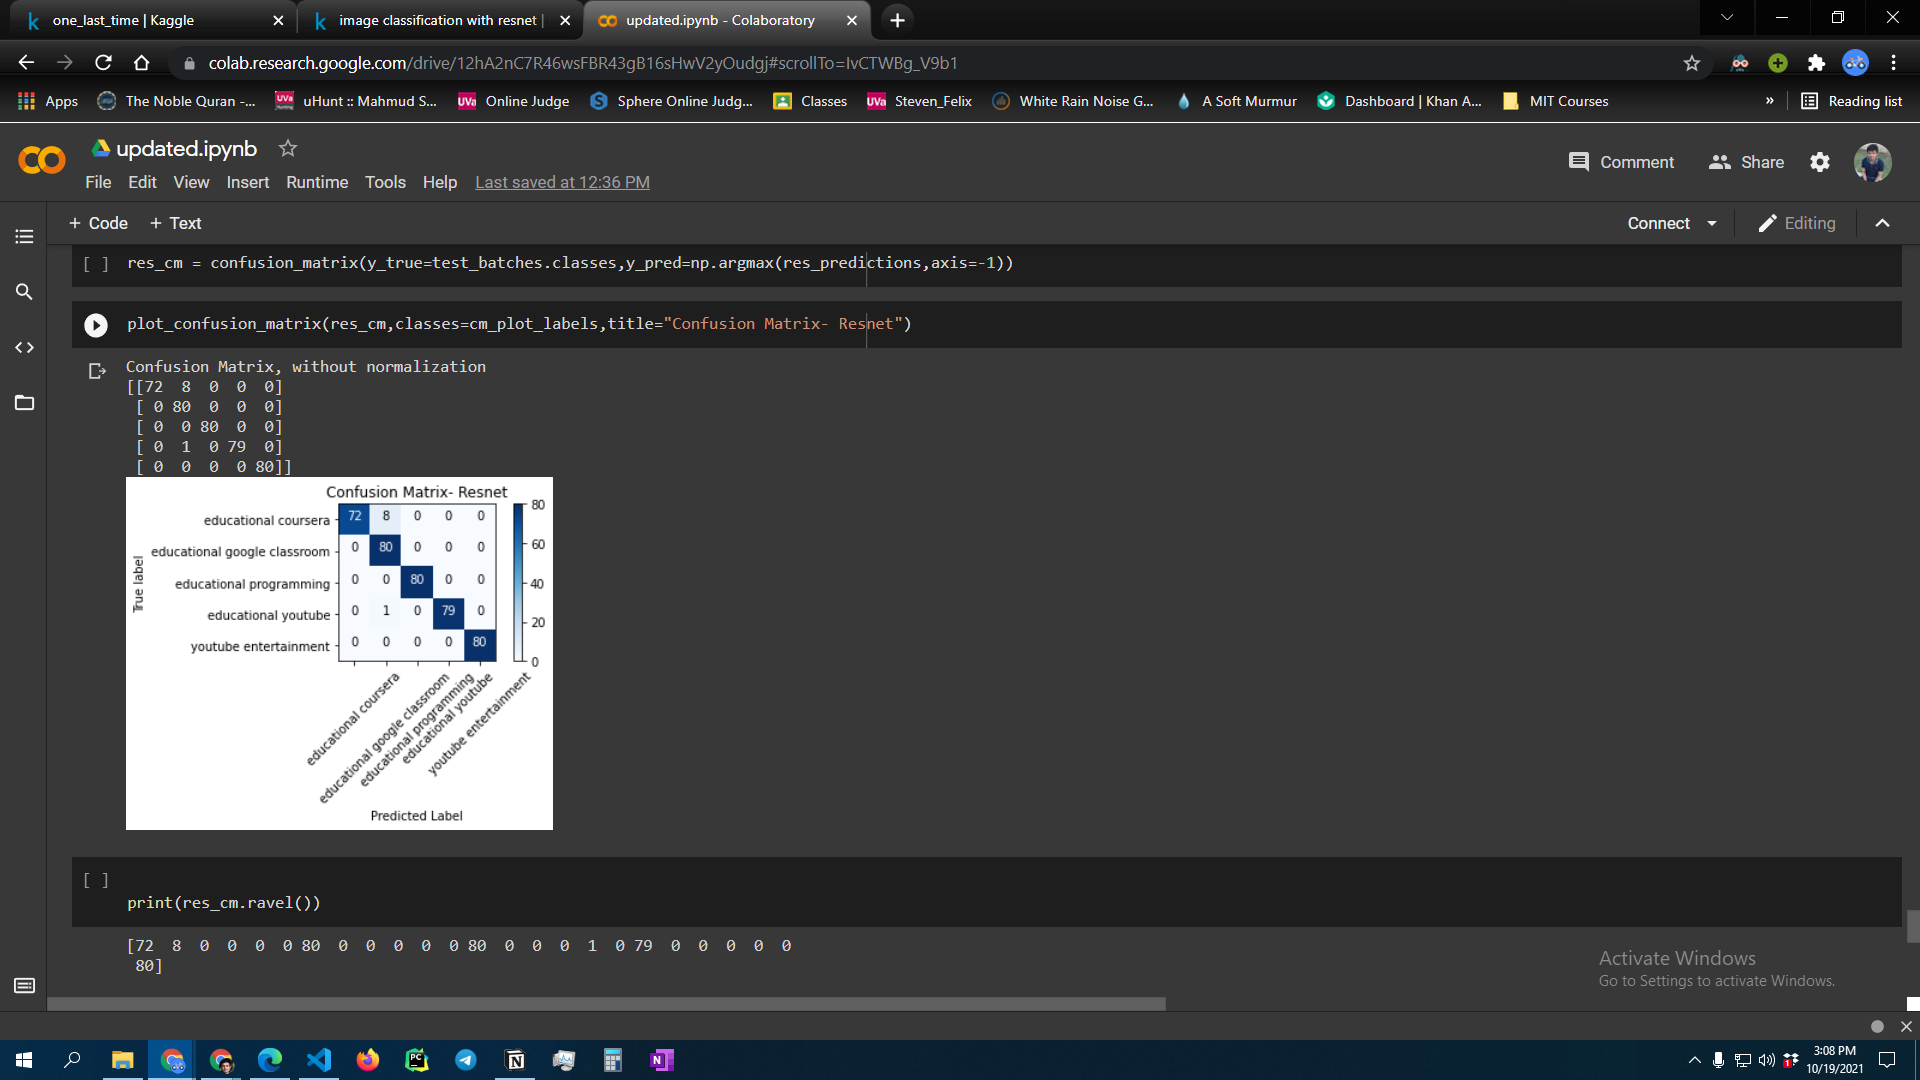 one_last_time | Kaggle
image classification with resnet |
updated.ipynb - Colaboratory
colab.research.google.com/drive/12hA2nC7R46wsFBR43gB16sHwV2yOudgj#scrollTo=IvCTWBg_V9b1
Apps The Noble Quran -... uHunt :: Mahmud S... Online Judge Sphere Online Judg... Classes Steven_Felix White Rain Noise G... A Soft Murmur Dashboard | Khan A... MIT Courses » Reading list
updated.ipynb
Comment Share
File Edit View Insert Runtime Tools Help Last saved at 12:36 PM
+ Code + Text Connect Editing
[ ] res_cm = confusion_matrix(y_true=test_batches.classes,y_pred=np.argmax(res_predictions,axis=-1))
plot_confusion_matrix(res_cm,classes=cm_plot_labels,title="Confusion Matrix- Resnet")
Confusion Matrix, without normalization
[[72 8 0 0 0]
[ 0 80 0 0 0]
[ 0 0 80 0 0]
[ 0 1 0 79 0]
[ 0 0 0 0 80]]
Confusion Matrix- Resnet
True label
educational coursera 72 8 0 0 0
educational google classroom 0 80 0 0 0
educational programming 0 0 80 0 0
educational youtube 0 1 0 79 0
youtube entertainment 0 0 0 0 80
80
60
40
20
0
educational coursera
educational google classroom
educational programming
educational youtube
youtube entertainment
Predicted Label
[ ]
print(res_cm.ravel())
[72 8 0 0 0 0 80 0 0 0 0 0 80 0 0 0 1 0 79 0 0 0 0 0
80]
Activate Windows
Go to Settings to activate Windows.
3:08 PM
10/19/2021